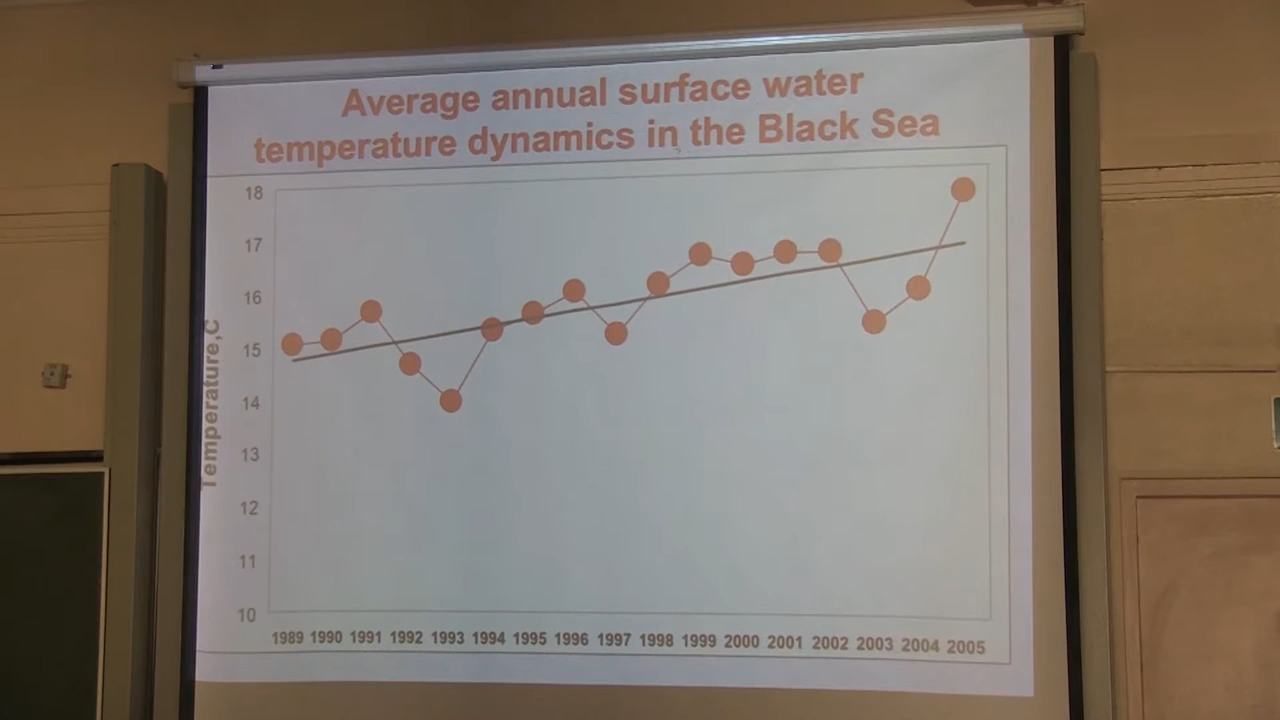 Average annual surface water
temperature dynamics in the Black Sea
18
17
16
15
14
13
12
11
10
Temperature,C
1989 1990 1991 1992 1993 1994 1995 1996 1997 1998 1999 2000 2001 2002 2003 2004 2005